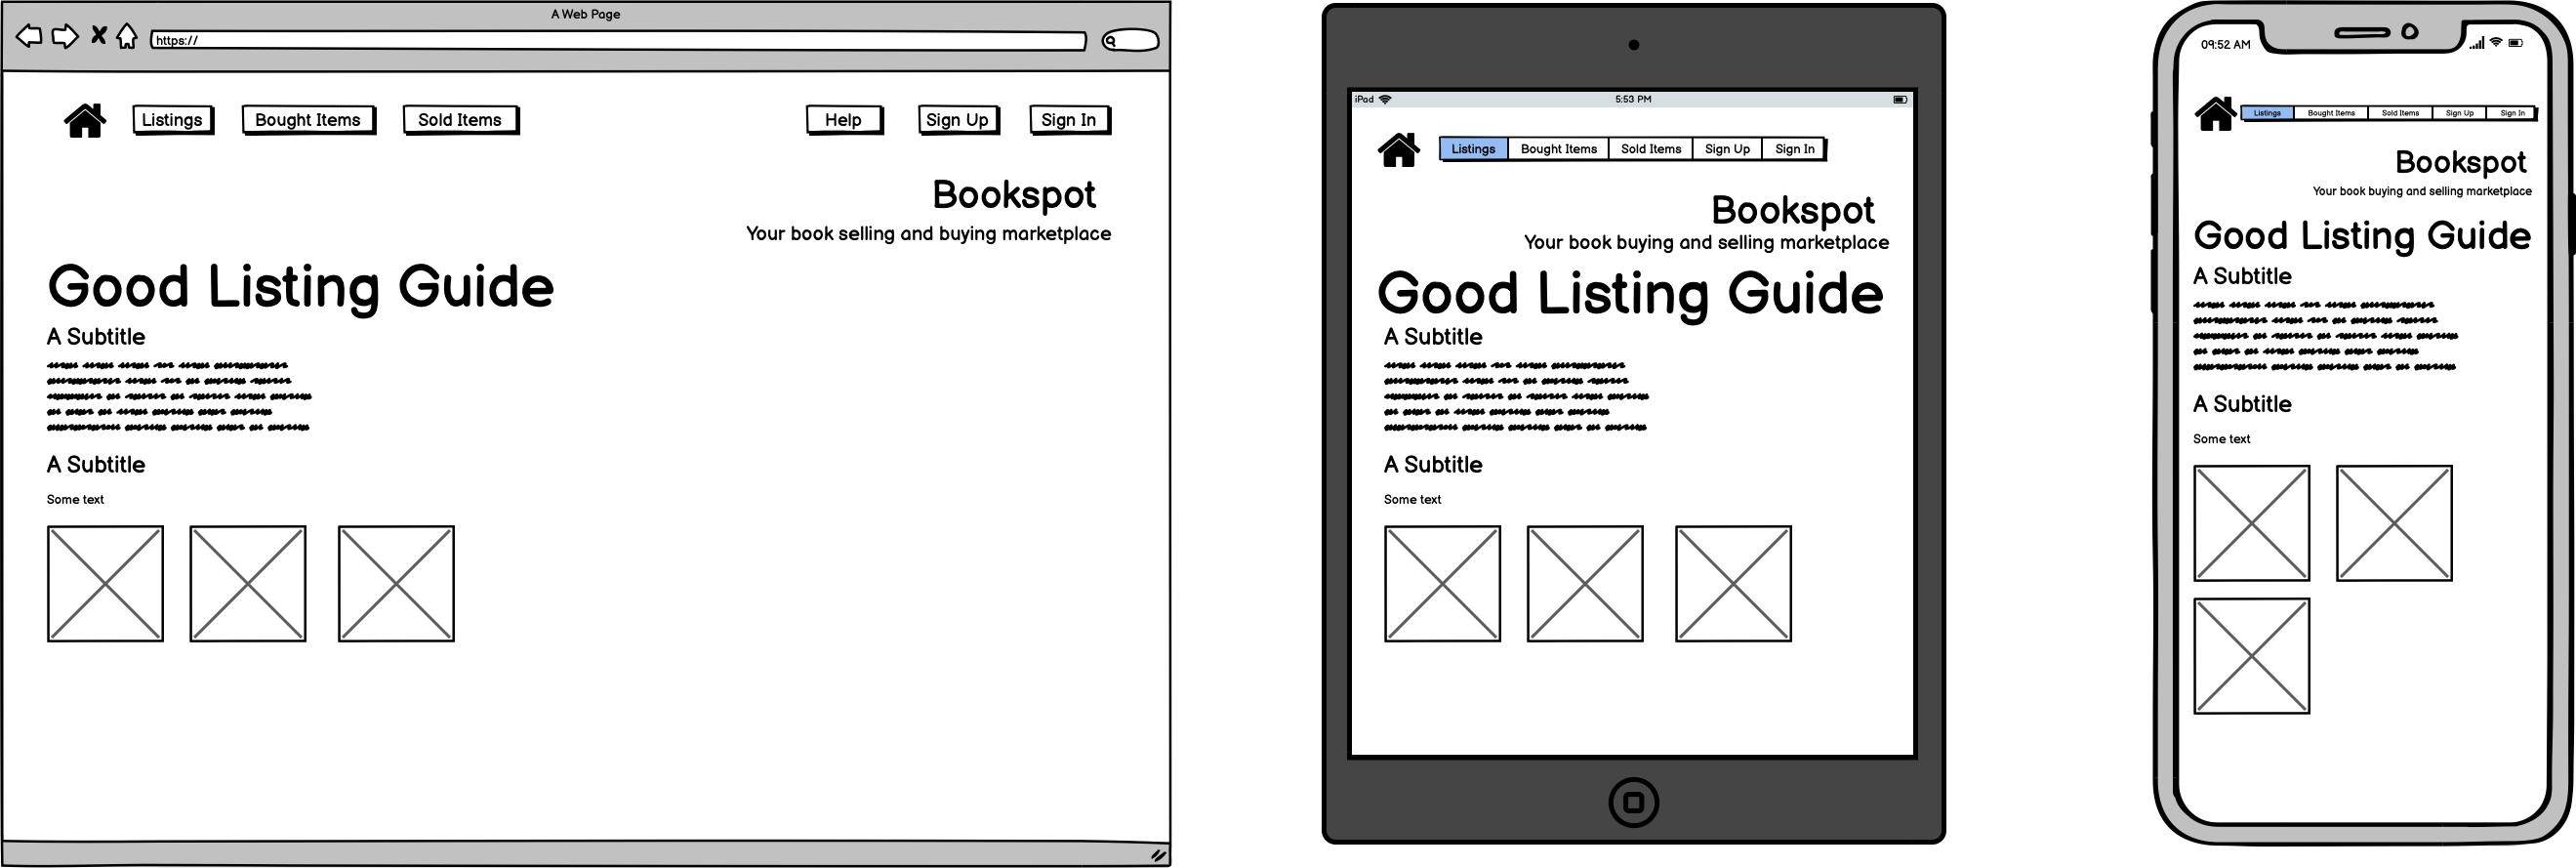 A Web Page
https://
Listings Bought Items Sold Items Help Sign Up Sign In
Bookspot
Your book selling and buying marketplace
Good Listing Guide
A Subtitle
A Subtitle
Some text
iPad 5:53 PM
Listings Bought Items Sold Items Sign Up Sign In
Bookspot
Your book buying and selling marketplace
Good Listing Guide
A Subtitle
A Subtitle
Some text
09:52 AM
Listings Bought Items Sold Items Sign Up Sign In
Bookspot
Your book buying and selling marketplace
Good Listing Guide
A Subtitle
A Subtitle
Some text